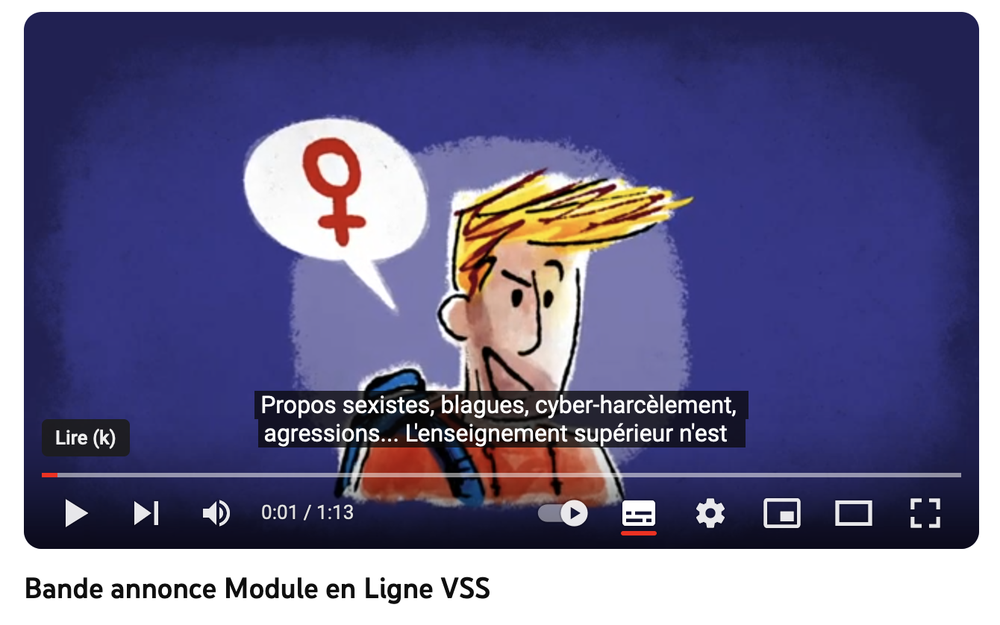 Propos sexistes, blagues, cyber-harcèlement,
agressions... L'enseignement supérieur n'est
Lire (k)
0:01 / 1:13
Bande annonce Module en Ligne VSS